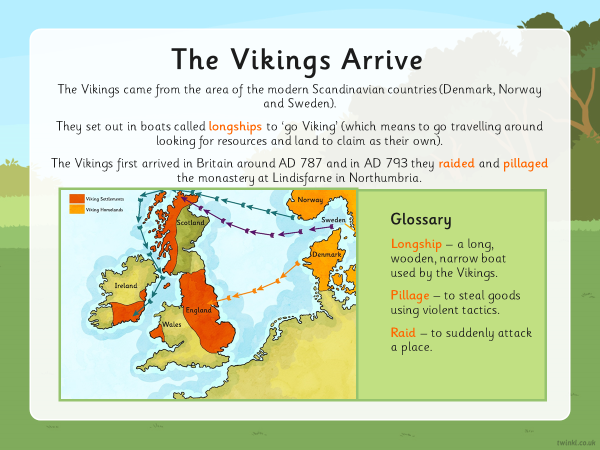 The Vikings Arrive
The Vikings came from the area of the modern Scandinavian countries (Denmark, Norway
and Sweden).
They set out in boats called longships to ‘go Viking’ (which means to go travelling around
looking for resources and land to claim as their own).
The Vikings first arrived in Britain around AD 787 and in AD 793 they raided and pillaged
the monastery at Lindisfarne in Northumbria.
Viking Settlements
Viking Homelands
Norway
Sweden
Scotland
Denmark
Ireland
England
Wales
Glossary
Longship – a long,
wooden, narrow boat
used by the Vikings.
Pillage – to steal goods
using violent tactics.
Raid – to suddenly attack
a place.
twinkl.co.uk